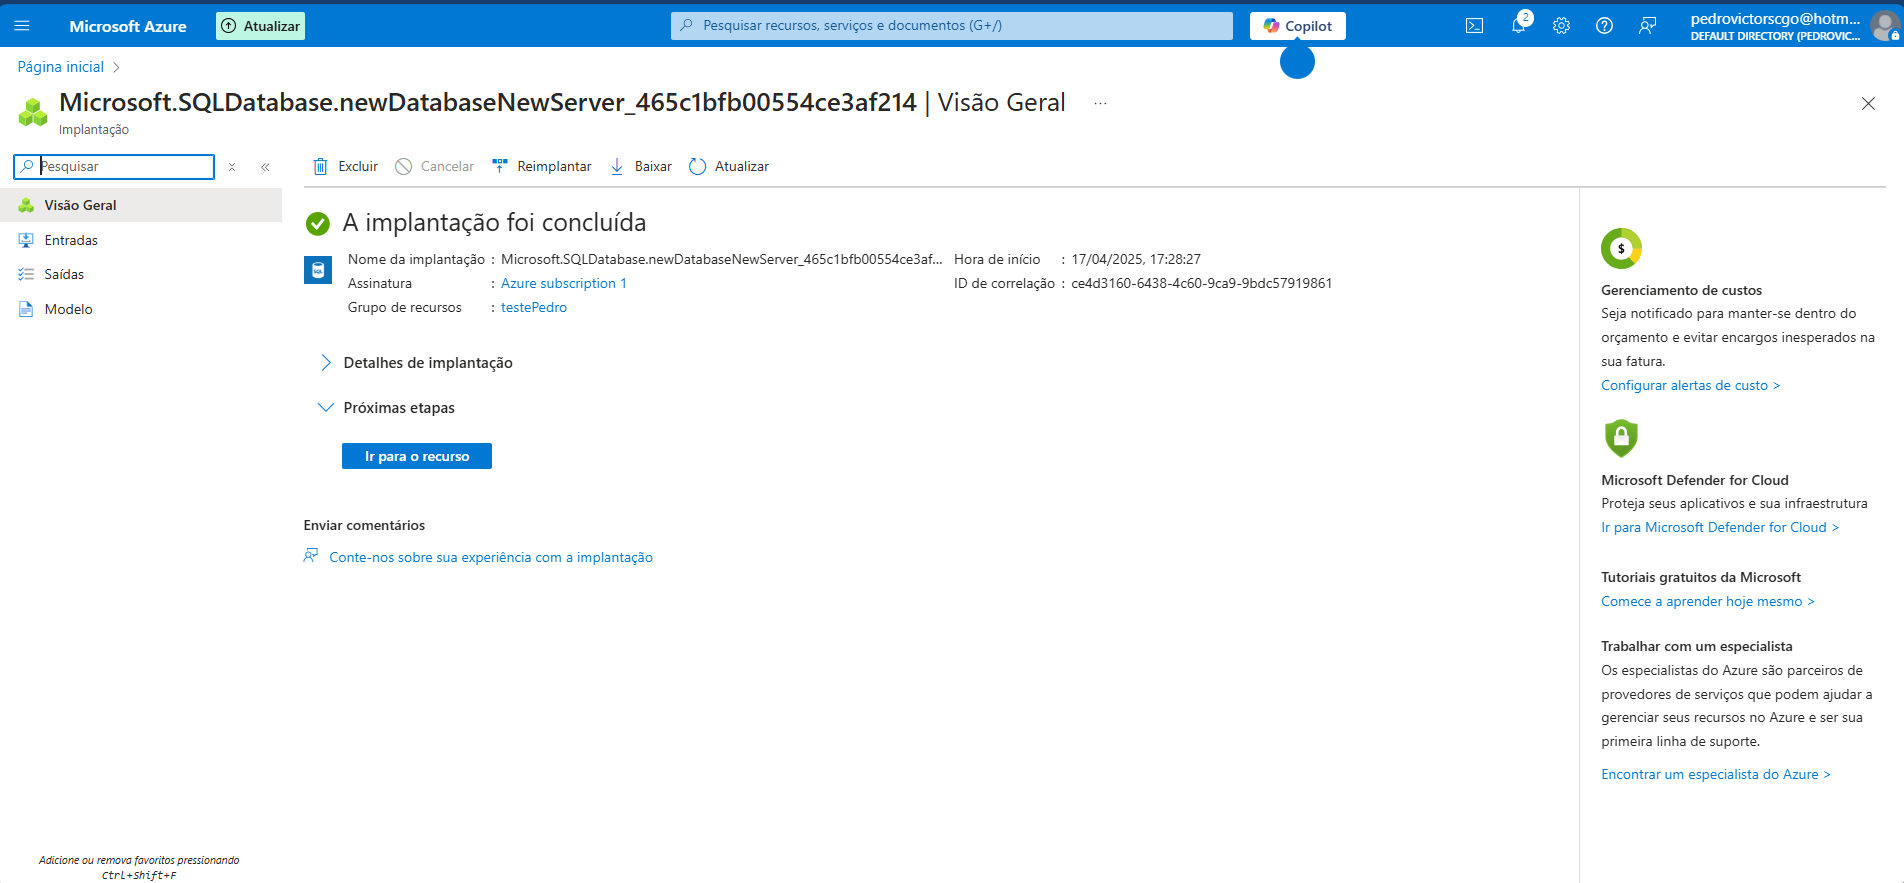 Microsoft Azure
Atualizar
Pesquisar recursos, serviços e documentos (G+/)
Copilot
2
pedrovictorscgo@hotm...
DEFAULT DIRECTORY (PEDROVIC...
Página inicial
Microsoft.SQLDatabase.newDatabaseNewServer_465c1bfb00554ce3af214 | Visão Geral ...
Implantação
Pesquisar
Excluir
Cancelar
Reimplantar
Baixar
Atualizar
Visão Geral
Entradas
Saídas
Modelo
A implantação foi concluída
SQL
Nome da implantação : Microsoft.SQLDatabase.newDatabaseNewServer_465c1bfb00554ce3af...
Assinatura : Azure subscription 1
Grupo de recursos : testePedro
Hora de início : 17/04/2025, 17:28:27
ID de correlação : ce4d3160-6438-4c60-9ca9-9bdc57919861
Detalhes de implantação
Próximas etapas
Ir para o recurso
Enviar comentários
Conte-nos sobre sua experiência com a implantação
$
Gerenciamento de custos
Seja notificado para manter-se dentro do
orçamento e evitar encargos inesperados na
sua fatura.
Configurar alertas de custo >
Microsoft Defender for Cloud
Proteja seus aplicativos e sua infraestrutura
Ir para Microsoft Defender for Cloud >
Tutoriais gratuitos da Microsoft
Comece a aprender hoje mesmo >
Trabalhar com um especialista
Os especialistas do Azure são parceiros de
provedores de serviços que podem ajudar a
gerenciar seus recursos no Azure e ser sua
primeira linha de suporte.
Encontrar um especialista do Azure >
Adicione ou remova favoritos pressionando
Ctrl+Shift+F